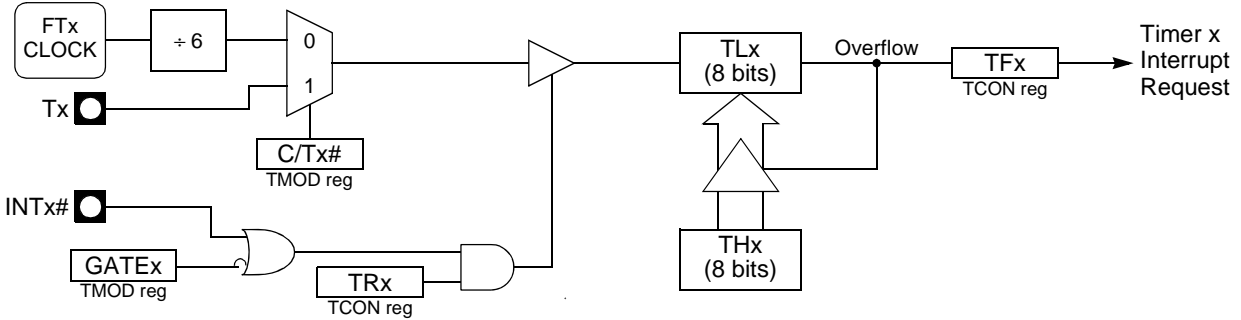 FTx
CLOCK
÷ 6
0
1
Tx
C/Tx#
TMOD reg
INTx#
GATEx
TMOD reg
TRx
TCON reg
TLx
(8 bits)
THx
(8 bits)
Overflow
TFx
TCON reg
Timer x
Interrupt
Request